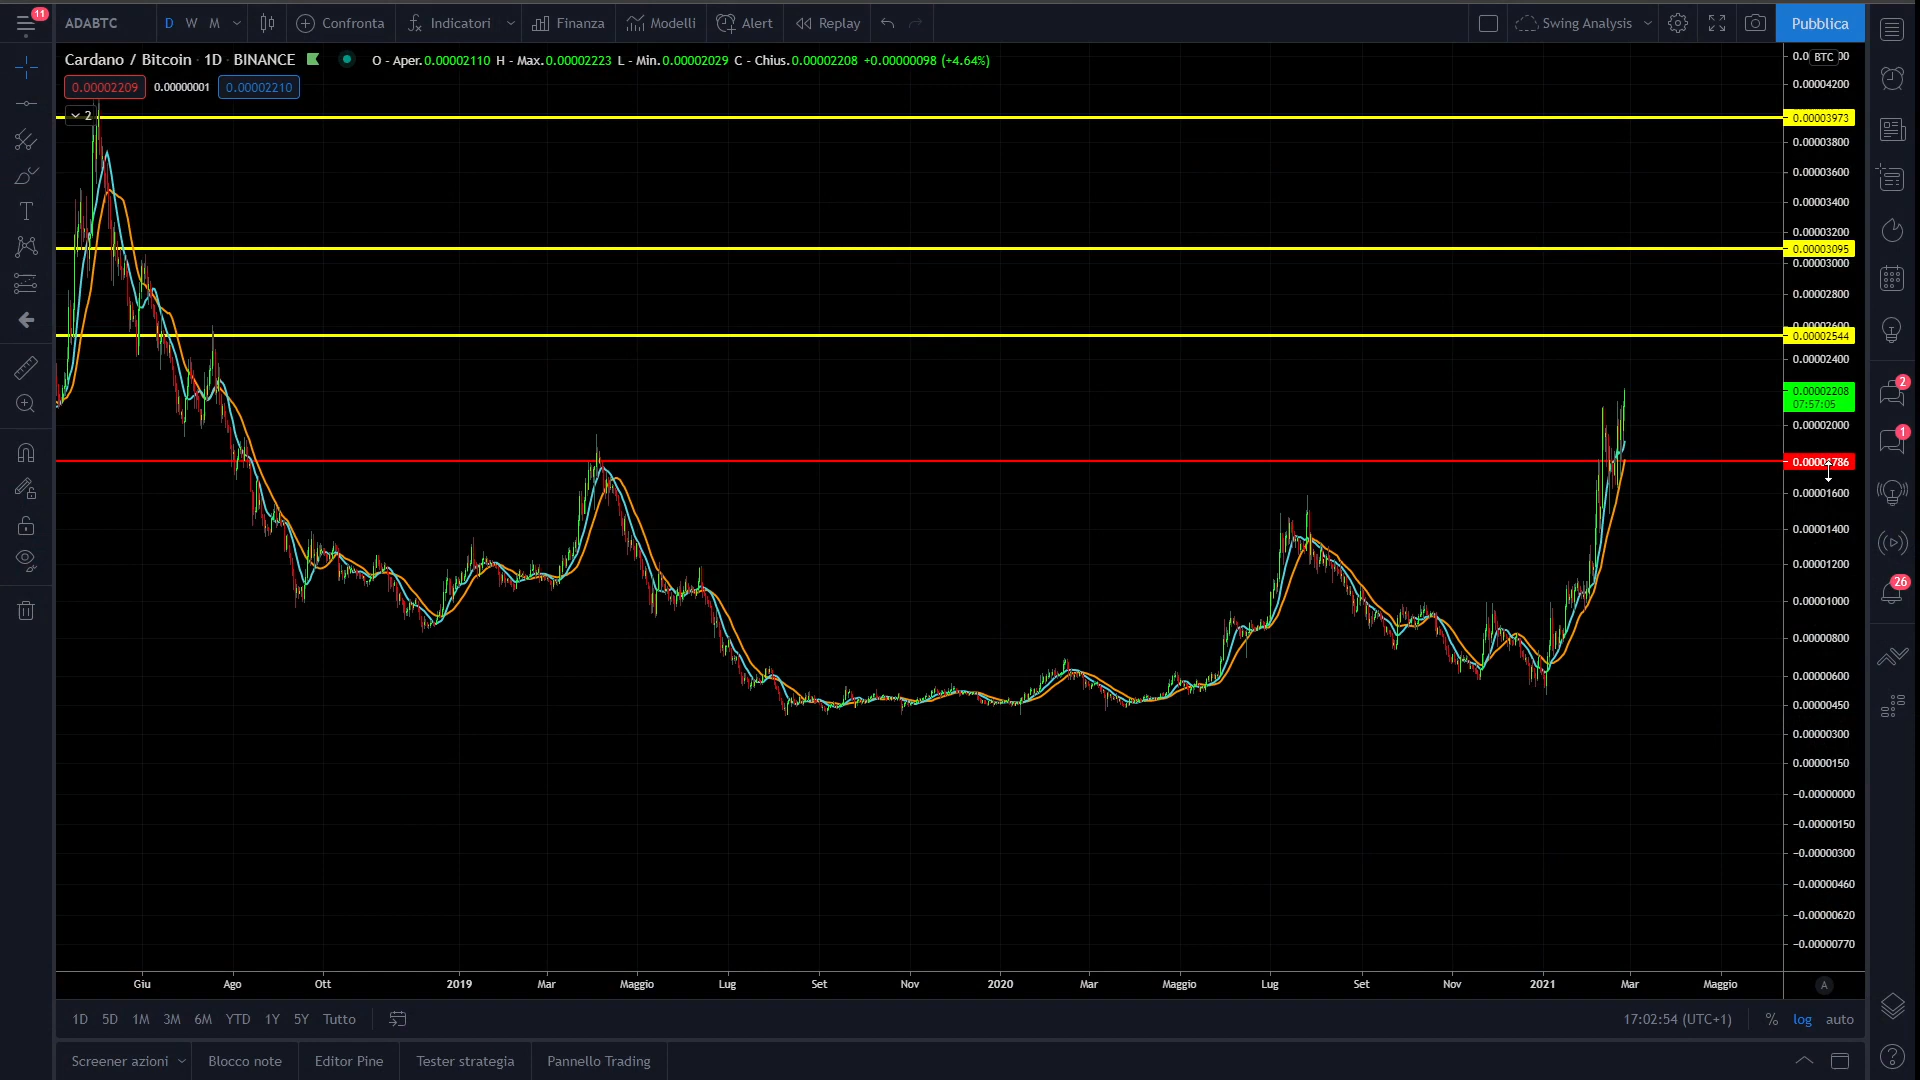 11
ADABTC
D W M
Confronta
Indicatori
Finanza
Modelli
Alert
Replay
Swing Analysis
Pubblica
Cardano / Bitcoin · 1D · BINANCE
O - Aper.0.00002110 H - Max.0.00002223 L - Min.0.00002029 C - Chius.0.00002208 +0.00000098 (+4.64%)
0.00002209 0.00000001 0.00002210
2
BTC
0.00004200
0.00003973
0.00003800
0.00003600
0.00003400
0.00003200
0.00003095
0.00003000
0.00002800
0.00002544
0.00002400
0.00002208
07:57:05
0.00002000
0.00001786
0.00001600
0.00001400
0.00001200
0.00001000
0.00000800
0.00000600
0.00000450
0.00000300
0.00000150
−0.00000000
−0.00000150
−0.00000300
−0.00000460
−0.00000620
−0.00000770
2
1
26
Giu Ago Ott 2019 Mar Maggio Lug Set Nov 2020 Mar Maggio Lug Set Nov 2021 Mar Maggio
A
1D 5D 1M 3M 6M YTD 1Y 5Y Tutto
17:02:54 (UTC+1) % log auto
Screener azioni Blocco note Editor Pine Tester strategia Pannello Trading